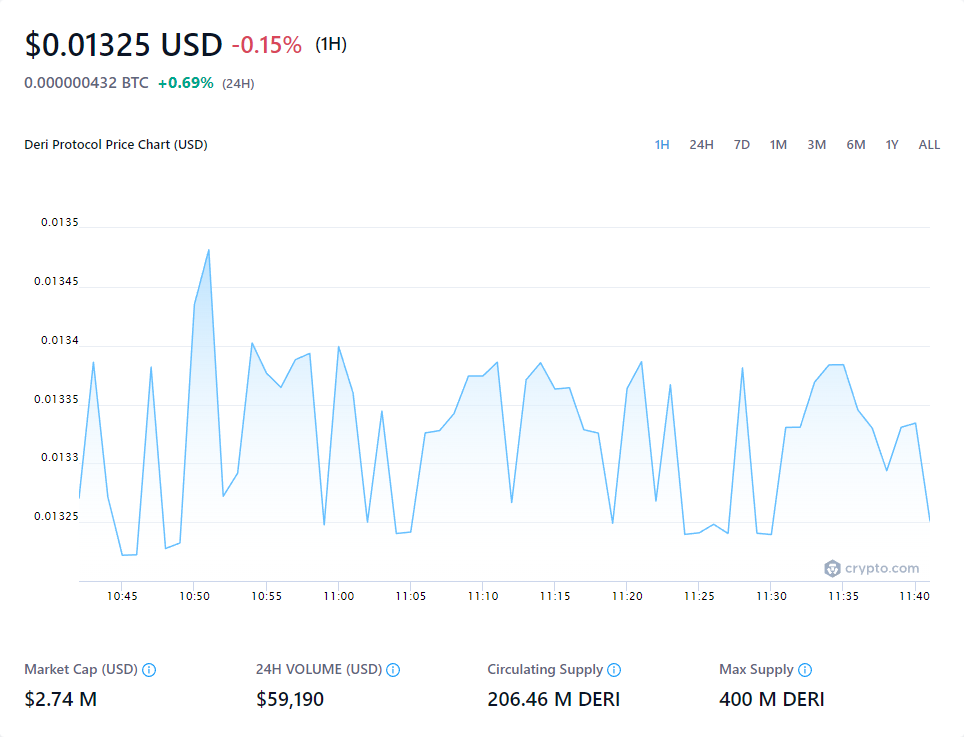 $0.01325 USD -0.15% (1H)
0.000000432 BTC +0.69% (24H)
Deri Protocol Price Chart (USD) 1H 24H 7D 1M 3M 6M 1Y ALL
0.0135
0.01345
0.0134
0.01335
0.0133
0.01325
crypto.com
10:45 10:50 10:55 11:00 11:05 11:10 11:15 11:20 11:25 11:30 11:35 11:40
Market Cap (USD) 24H VOLUME (USD) Circulating Supply Max Supply
$2.74 M $59,190 206.46 M DERI 400 M DERI